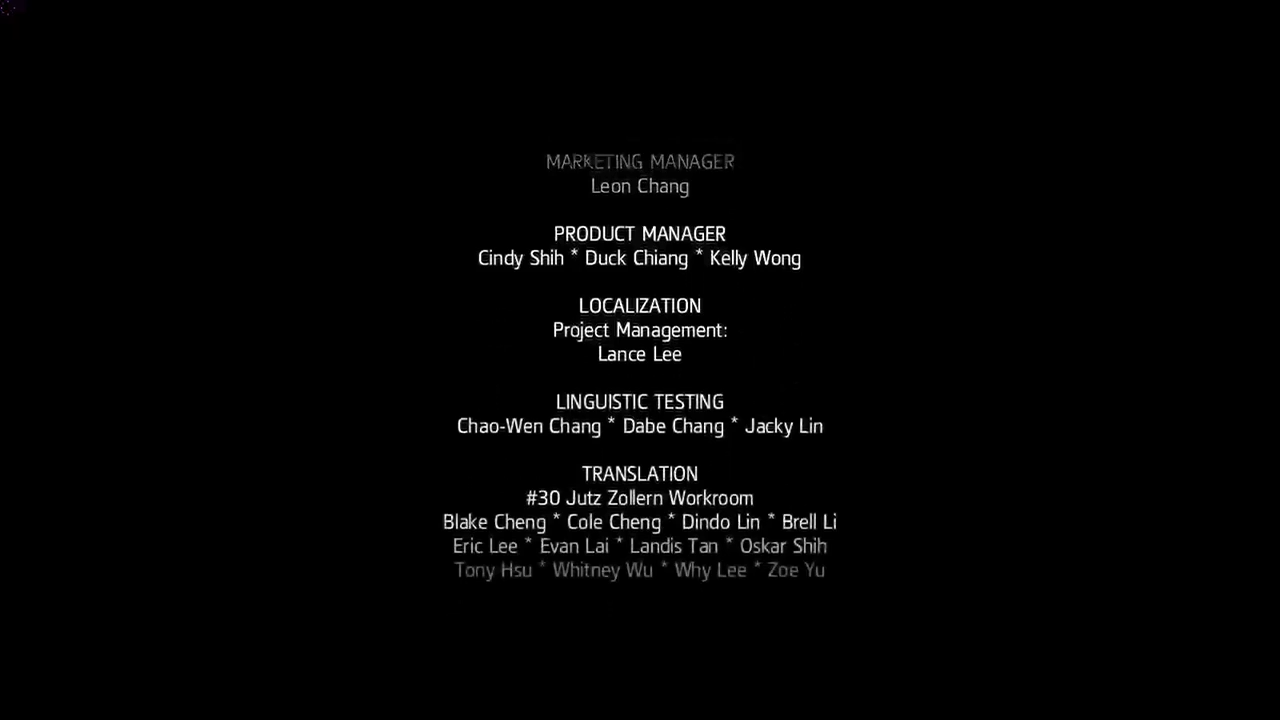 MARKETING MANAGER
Leon Chang
PRODUCT MANAGER
Cindy Shih * Duck Chiang * Kelly Wong
LOCALIZATION
Project Management:
Lance Lee
LINGUISTIC TESTING
Chao-Wen Chang * Dabe Chang * Jacky Lin
TRANSLATION
#30 Jutz Zollern Workroom
Blake Cheng * Cole Cheng * Dindo Lin * Brell Li
Eric Lee * Evan Lai * Landis Tan * Oskar Shih
Tony Hsu * Whitney Wu * Why Lee * Zoe Yu